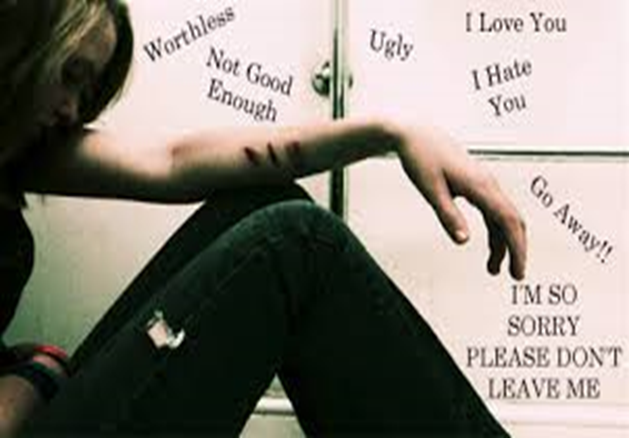 Worthless
Not Good
Enough
Ugly
I Love You
I Hate
You
Go Away!!
I'M SO
SORRY
PLEASE DON'T
LEAVE ME